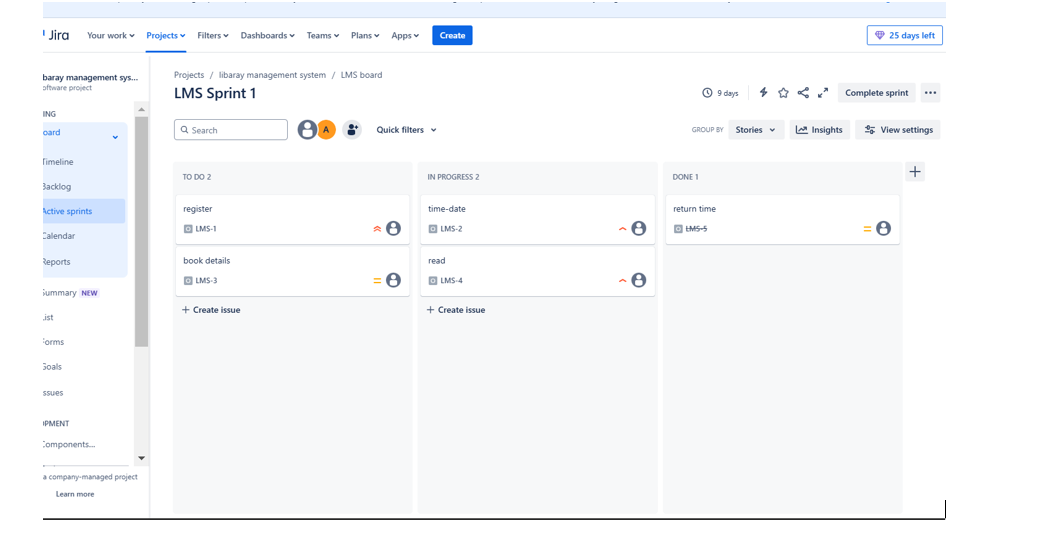 Jira Your work Projects Filters Dashboards Teams Plans Apps Create 25 days left
baray management sys...
oftware project
ING
oard
Timeline
Backlog
Active sprints
Calendar
Reports
Summary NEW
List
Forms
Goals
ssues
OPMENT
Components...
a company-managed project
Learn more
Projects / libaray management system / LMS board
LMS Sprint 1
9 days Complete sprint
Search A Quick filters
GROUP BY Stories Insights View settings
TO DO 2
register
LMS-1
book details
LMS-3
+ Create issue
IN PROGRESS 2
time-date
LMS-2
read
LMS-4
+ Create issue
DONE 1
return time
LMS-5